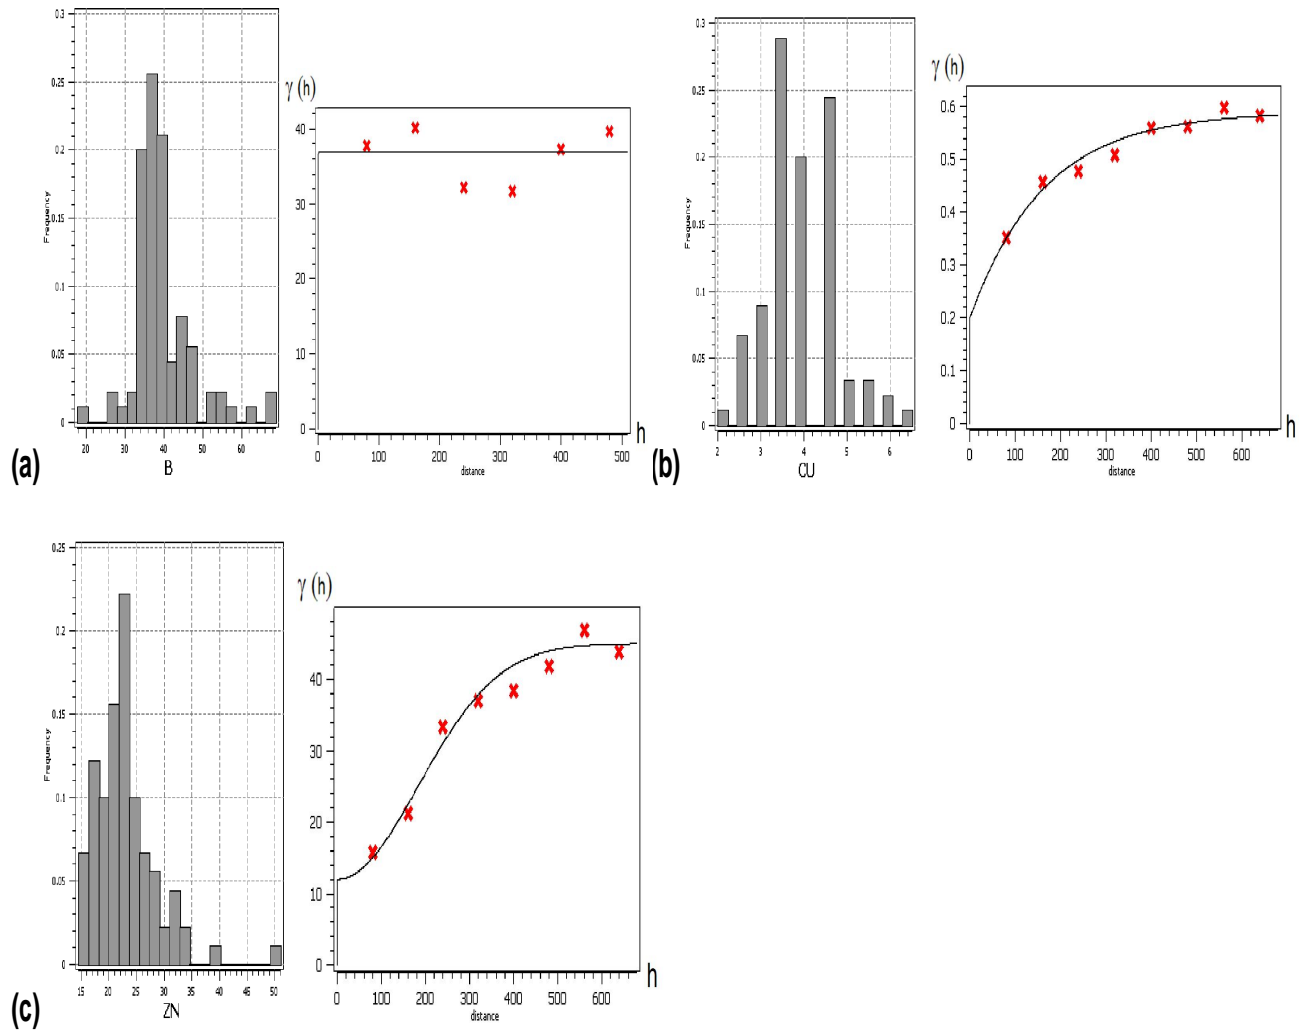 0.3
0.25
0.2
0.15
0.1
0.05
0
Frequency
20 30 40 50 60
B
(a)
γ (h)
40
30
20
10
0
0 100 200 300 400 500
distance
h
0.3
0.25
0.2
0.15
0.1
0.05
0
Frequency
2 3 4 5 6
CU
(b)
γ (h)
0.6
0.5
0.4
0.3
0.2
0.1
0
0 100 200 300 400 500 600
distance
h
0.25
0.2
0.15
0.1
0.05
0
Frequency
15 20 25 30 35 40 45 50
ZN
(c)
γ (h)
40
30
20
10
0
0 100 200 300 400 500 600
distance
h